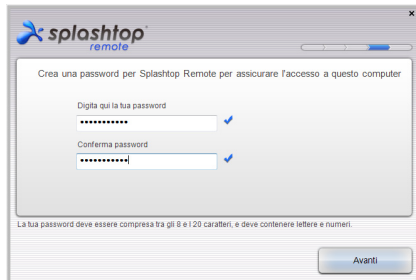 splashtop
remote
Crea una password per Splashtop Remote per assicurare l'accesso a questo computer
Digita qui la tua password
•••••••••••
Conferma password
•••••••••••
La tua password deve essere compresa tra gli 8 e I 20 caratteri, e deve contenere lettere e numeri.
Avanti